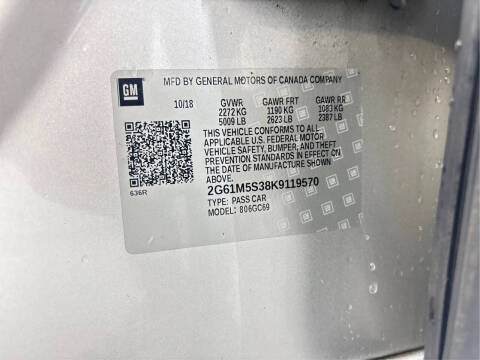 GM
MFD BY GENERAL MOTORS OF CANADA COMPANY
10/18 GVWR GAWR FRT GAWR RR
2272 KG 1190 KG 1083 KG
5009 LB 2623 LB 2387 LB
THIS VEHICLE CONFORMS TO ALL
APPLICABLE U.S. FEDERAL MOTOR
VEHICLE SAFETY, BUMPER, AND THEFT
PREVENTION STANDARDS IN EFFECT ON
THE DATE OF MANUFACTURE SHOWN
ABOVE.
636R
2G61M5S38K9119570
TYPE: PASS CAR
MODEL: 806GC69